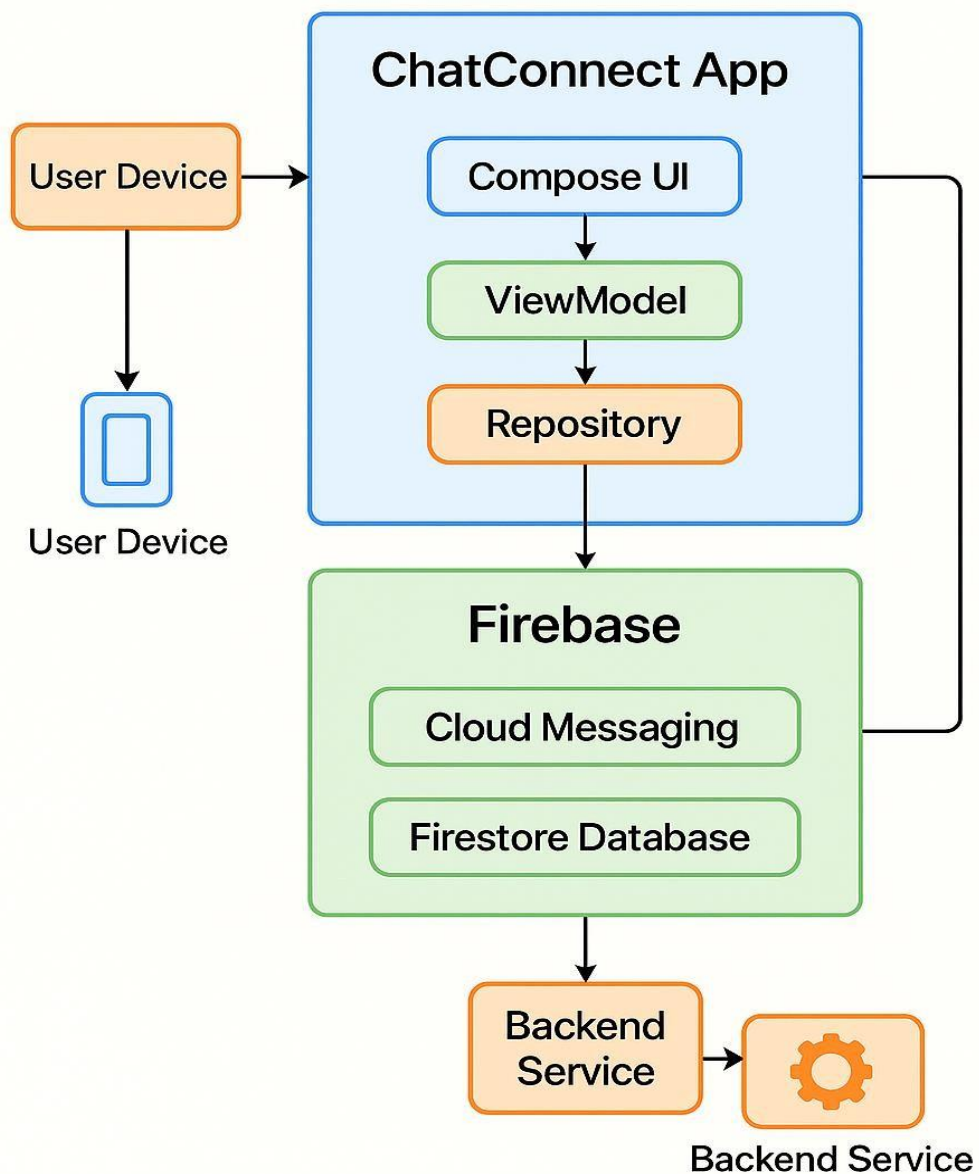 ChatConnect App
User Device
Compose UI
ViewModel
Repository
User Device
Firebase
Cloud Messaging
Firestore Database
Backend
Service
Backend Service